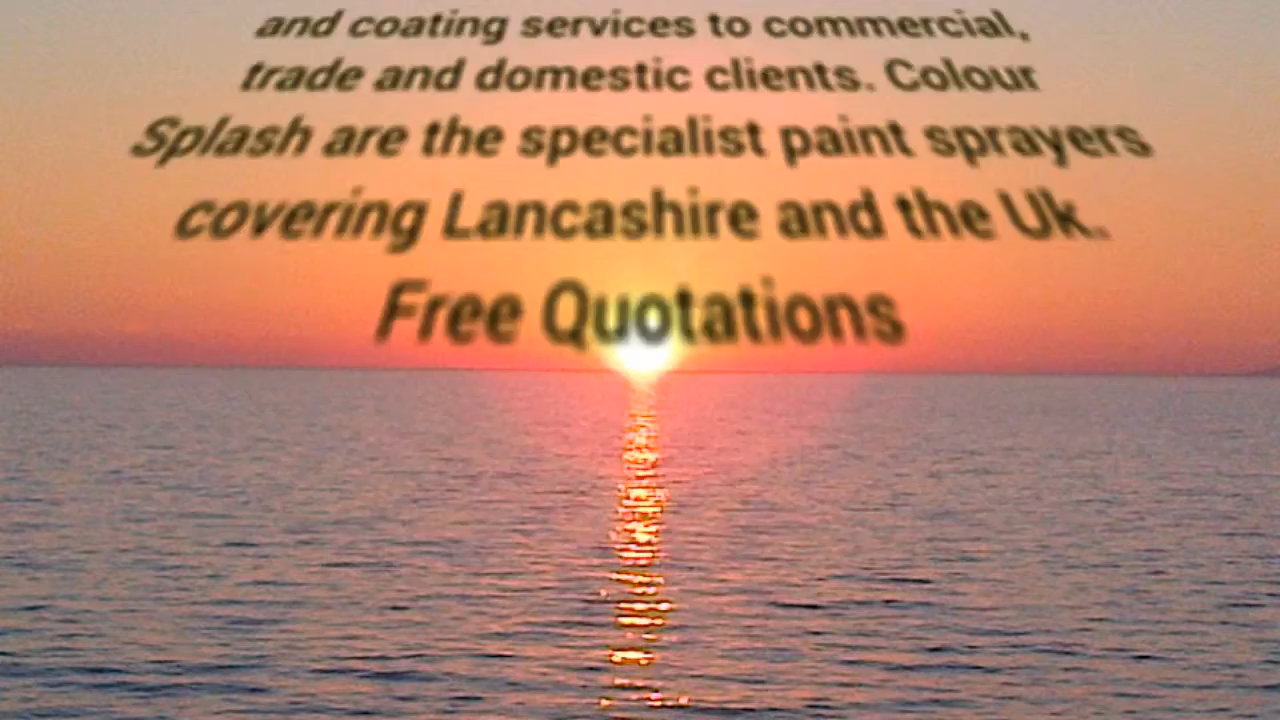 and coating services to commercial,
trade and domestic clients. Colour
Splash are the specialist paint sprayers
covering Lancashire and the Uk.
Free Quotations